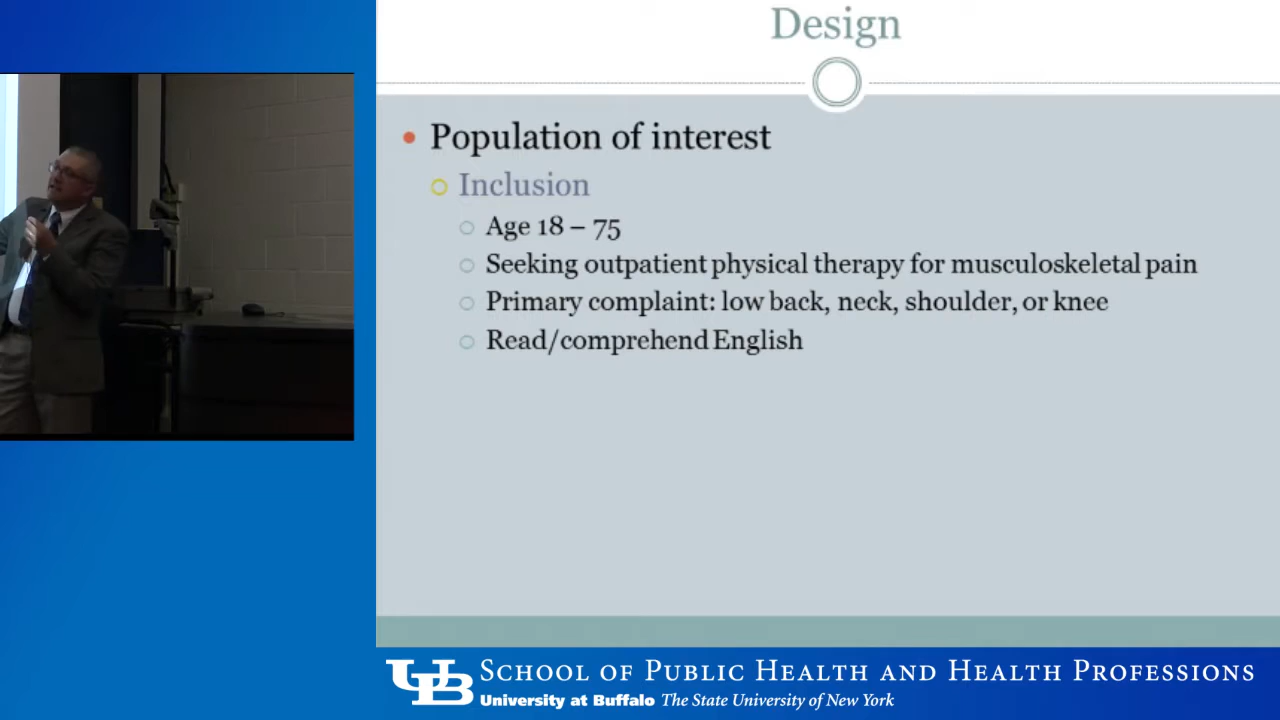 Design
Population of interest
Inclusion
Age 18 – 75
Seeking outpatient physical therapy for musculoskeletal pain
Primary complaint: low back, neck, shoulder, or knee
Read/comprehend English
UB SCHOOL OF PUBLIC HEALTH AND HEALTH PROFESSIONS
University at Buffalo The State University of New York